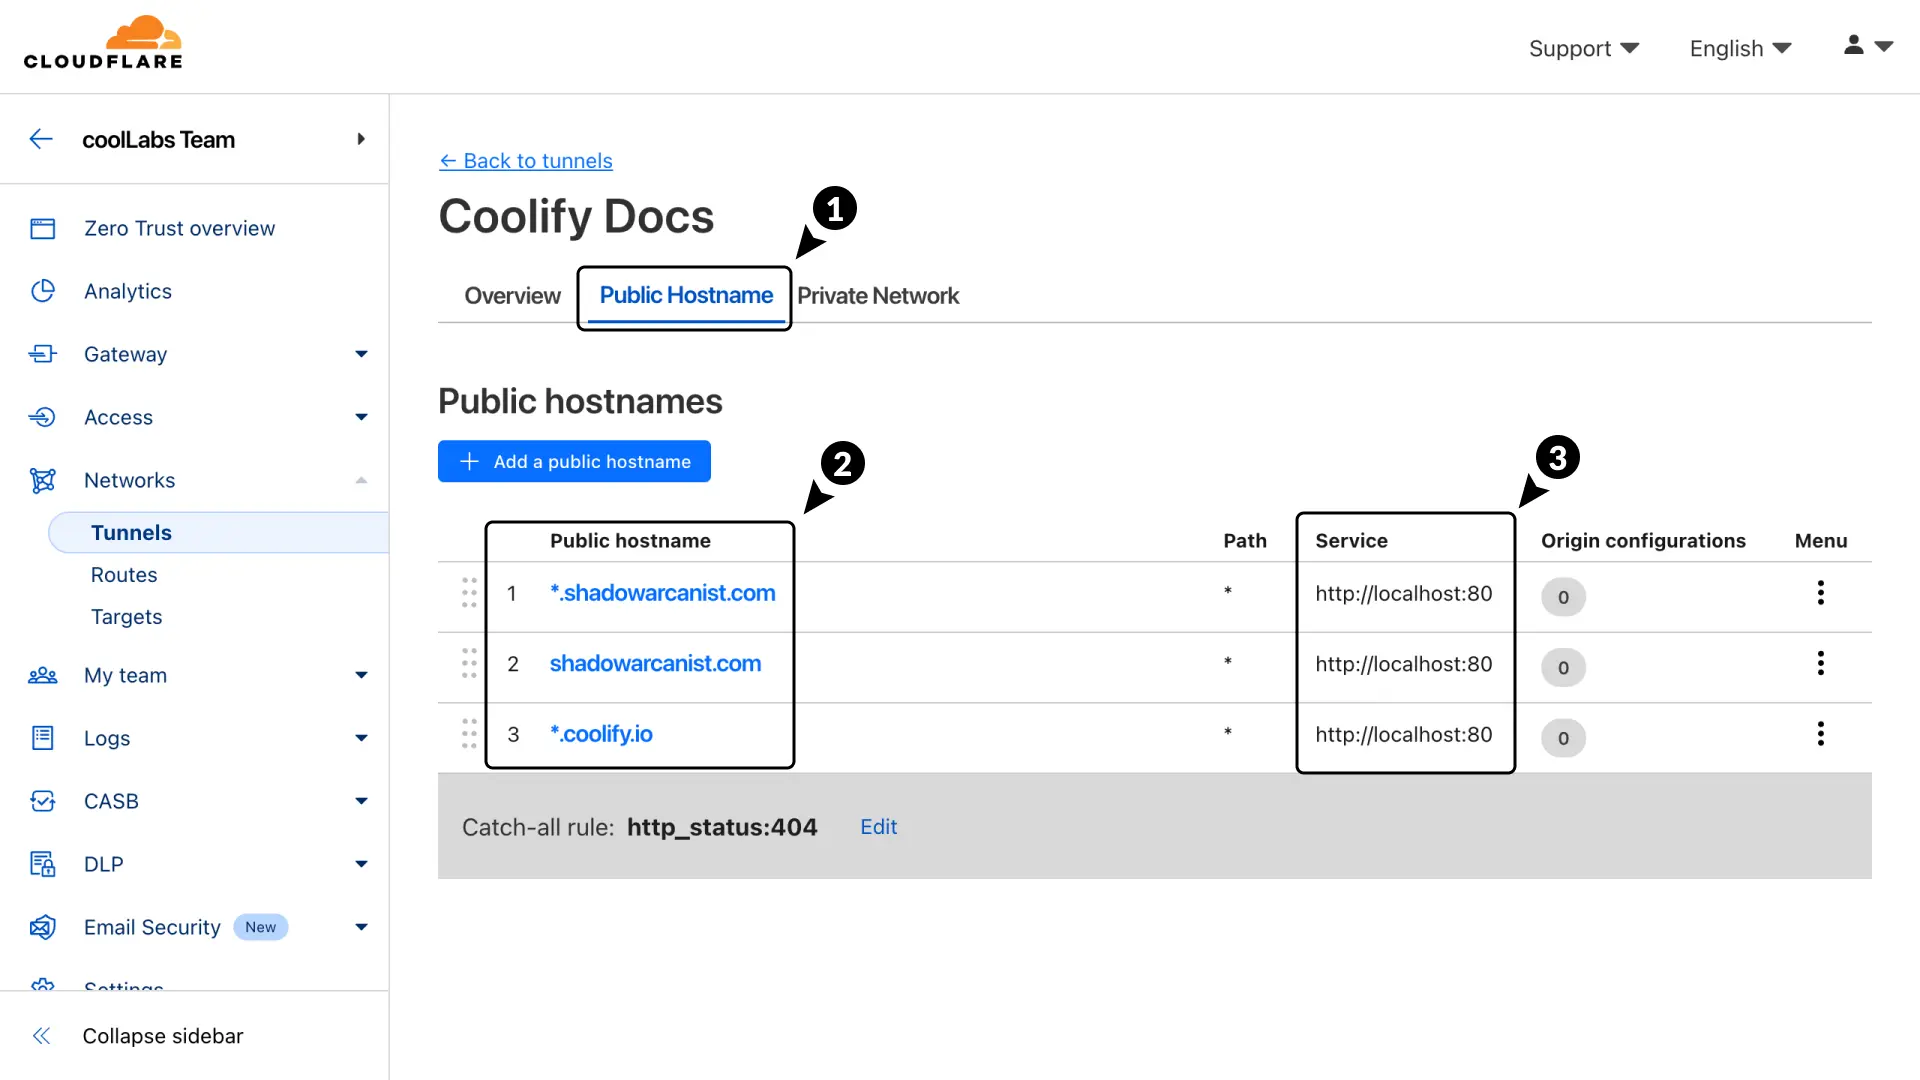 CLOUDFLARE
Support
English
coolLabs Team
Zero Trust overview
Analytics
Gateway
Access
Networks
Tunnels
Routes
Targets
My team
Logs
CASB
DLP
Email Security New
Settings
Collapse sidebar
← Back to tunnels
Coolify Docs
1
Overview Public Hostname Private Network
Public hostnames
+ Add a public hostname
2
3
Public hostname Path Service Origin configurations Menu
1 *.shadowarcanist.com * http://localhost:80 0
2 shadowarcanist.com * http://localhost:80 0
3 *.coolify.io * http://localhost:80 0
Catch-all rule: http_status:404 Edit